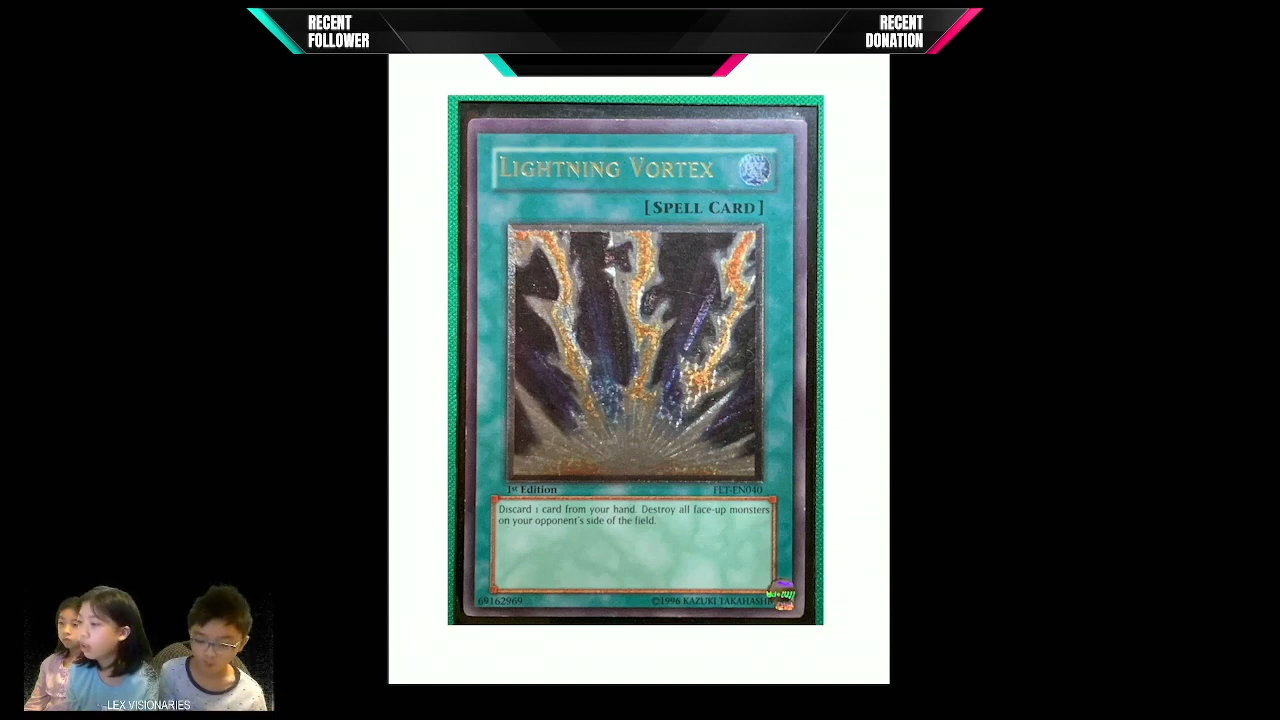 RECENT
FOLLOWER
RECENT
DONATION
LIGHTNING VORTEX
[SPELL CARD]
1st Edition
FET-EN040
Discard 1 card from your hand. Destroy all face-up monsters
on your opponent's side of the field.
69162969
©1996 KAZUKI TAKAHASHI
LEX VISIONARIES